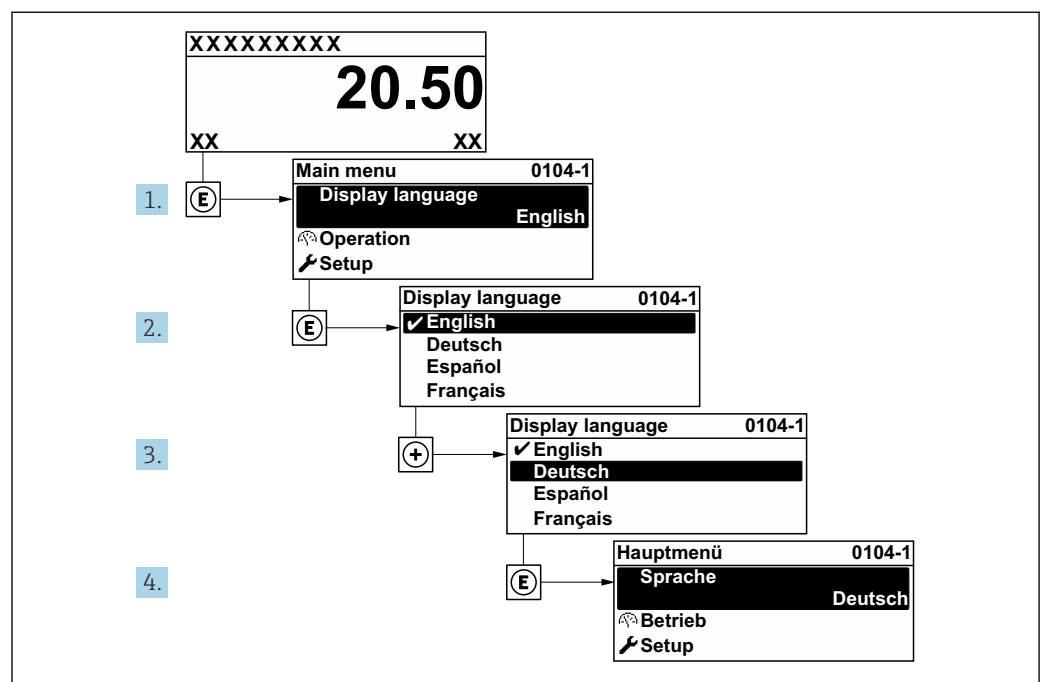 XXXXXXXXX
20.50
XX XX
1. E
Main menu 0104-1
Display language
English
Operation
Setup
2. E
Display language 0104-1
✔ English
Deutsch
Español
Français
3. +
Display language 0104-1
✔ English
Deutsch
Español
Français
4. E
Hauptmenü 0104-1
Sprache
Deutsch
Betrieb
Setup